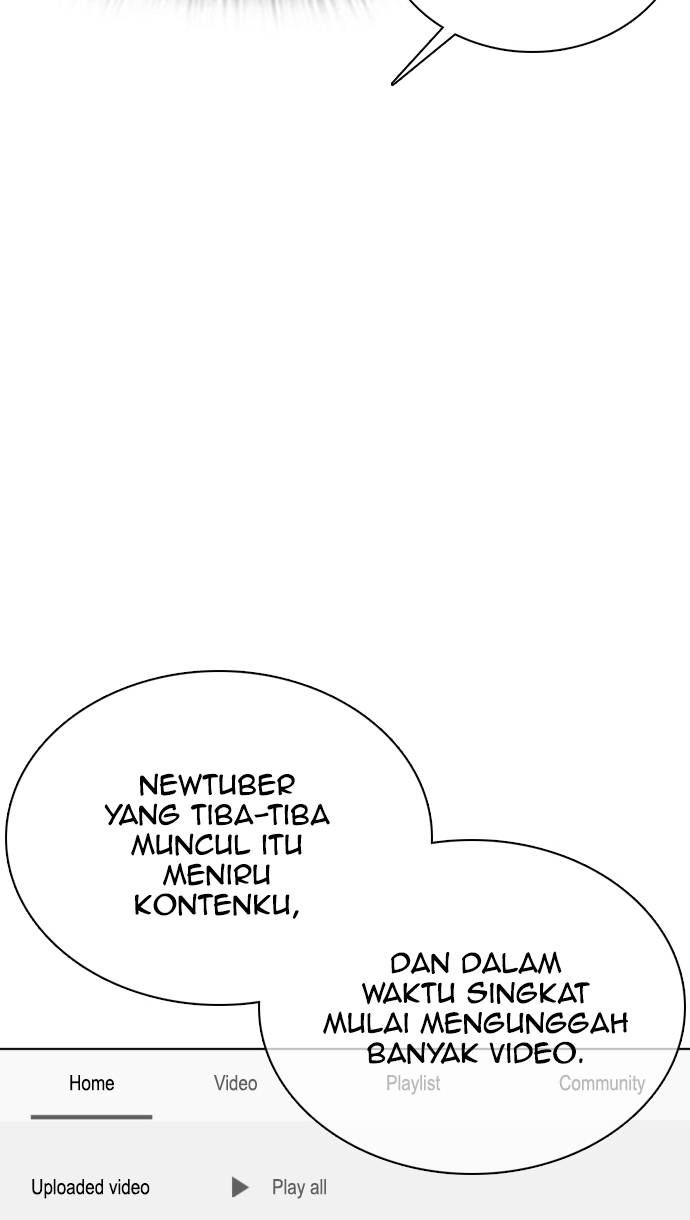 NEWTUBER
YANG TIBA-TIBA
MUNCUL ITU
MENIRU
KONTENKU,
DAN DALAM
WAKTU SINGKAT
MULAI MENGUNGGAH
BANYAK VIDEO.
Home Video Playlist Community
Uploaded video Play all